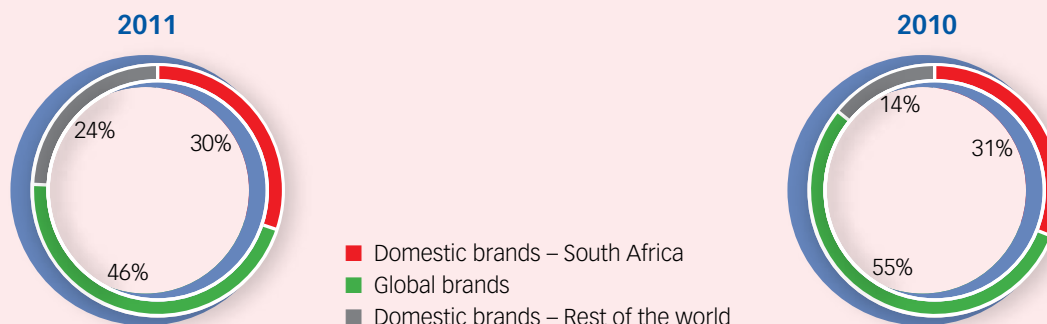 2011
24%
30%
46%
Domestic brands – South Africa
Global brands
Domestic brands – Rest of the world
2010
14%
31%
55%